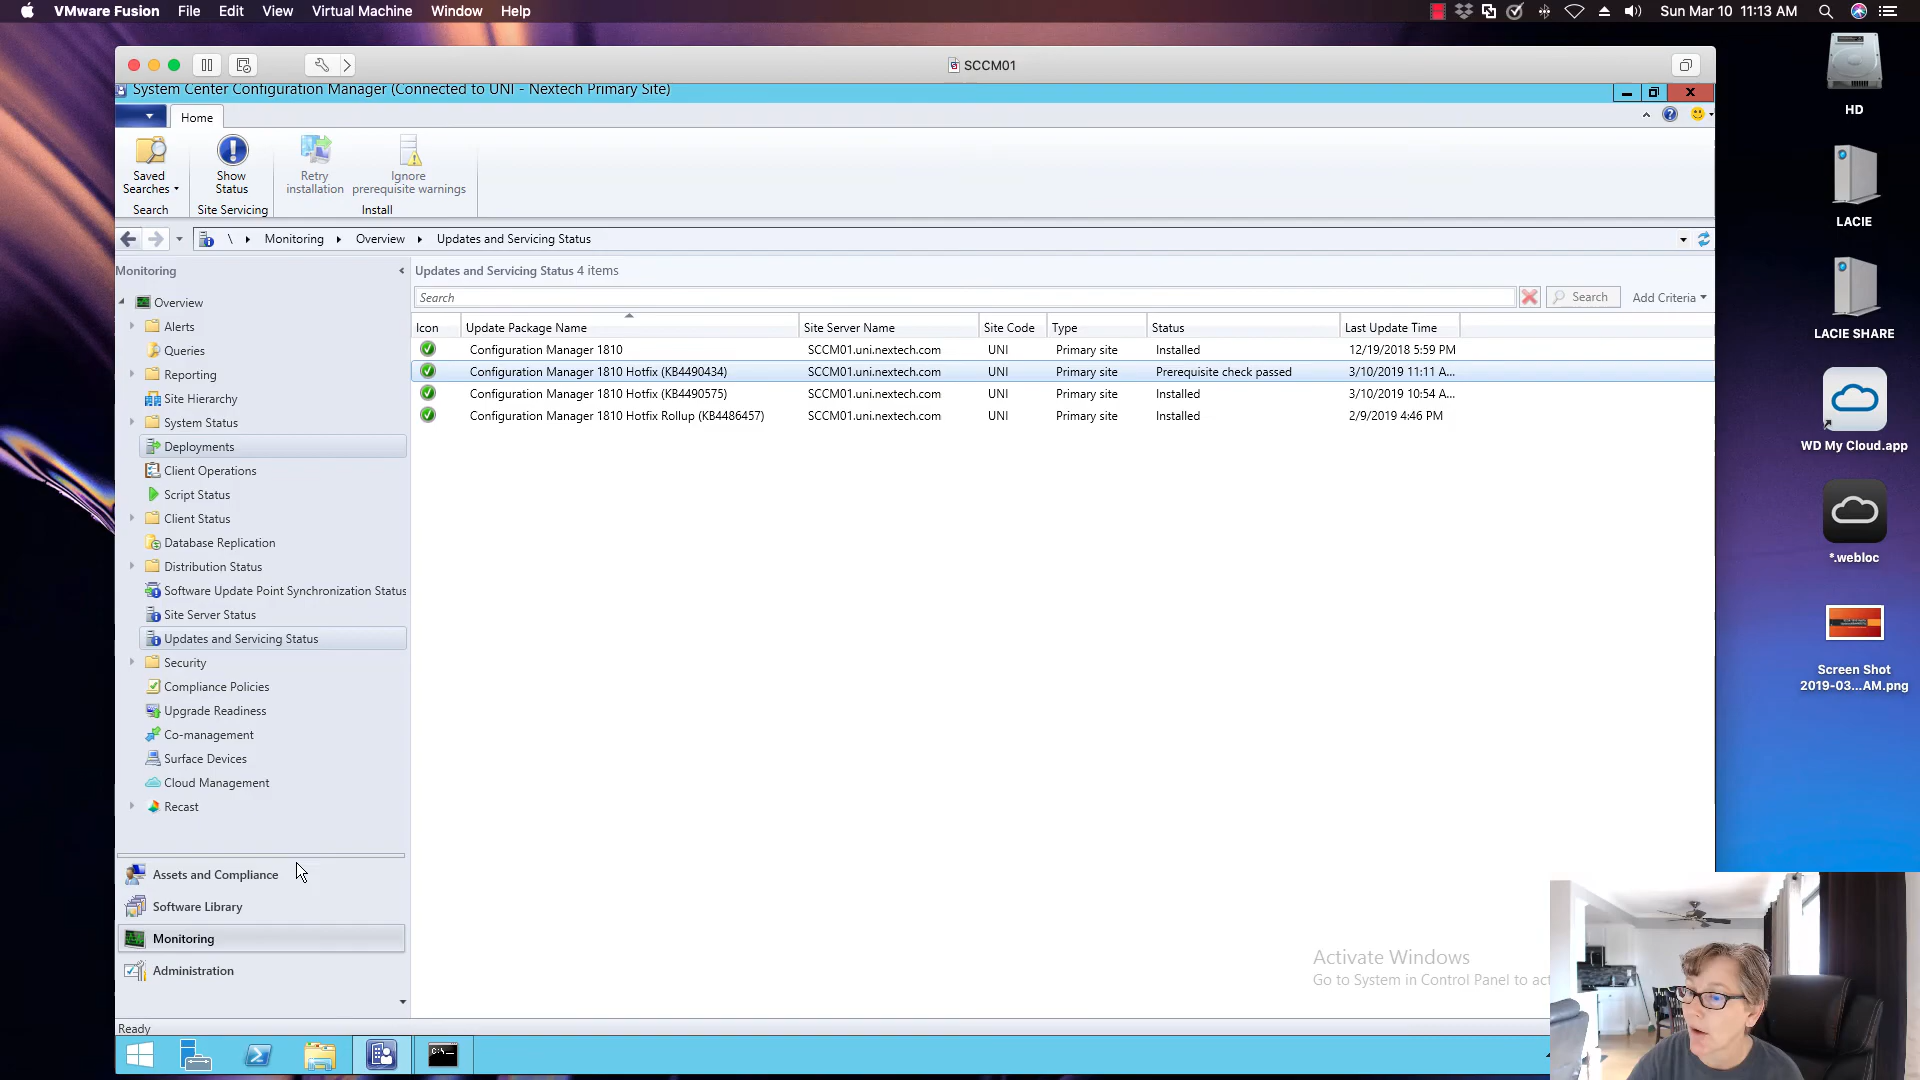 VMware Fusion File Edit View Virtual Machine Window Help Sun Mar 10 11:13 AM
SCCM01
System Center Configuration Manager (Connected to UNI - Nextech Primary Site)
Home
Saved Searches
Show Status
Retry installation
Ignore prerequisite warnings
Search Site Servicing Install
\ Monitoring Overview Updates and Servicing Status
Monitoring
Overview
Alerts
Queries
Reporting
Site Hierarchy
System Status
Deployments
Client Operations
Script Status
Client Status
Database Replication
Distribution Status
Software Update Point Synchronization Status
Site Server Status
Updates and Servicing Status
Security
Compliance Policies
Upgrade Readiness
Co-management
Surface Devices
Cloud Management
Recast
Assets and Compliance
Software Library
Monitoring
Administration
Ready
Updates and Servicing Status 4 items
Search Search Add Criteria
Icon Update Package Name Site Server Name Site Code Type Status Last Update Time
Configuration Manager 1810 SCCM01.uni.nextech.com UNI Primary site Installed 12/19/2018 5:59 PM
Configuration Manager 1810 Hotfix (KB4490434) SCCM01.uni.nextech.com UNI Primary site Prerequisite check passed 3/10/2019 11:11 A...
Configuration Manager 1810 Hotfix (KB4490575) SCCM01.uni.nextech.com UNI Primary site Installed 3/10/2019 10:54 A...
Configuration Manager 1810 Hotfix Rollup (KB4486457) SCCM01.uni.nextech.com UNI Primary site Installed 2/9/2019 4:46 PM
Activate Windows
Go to System in Control Panel to act
HD
LACIE
LACIE SHARE
WD My Cloud.app
*.webloc
Screen Shot
2019-03...AM.png
C:\